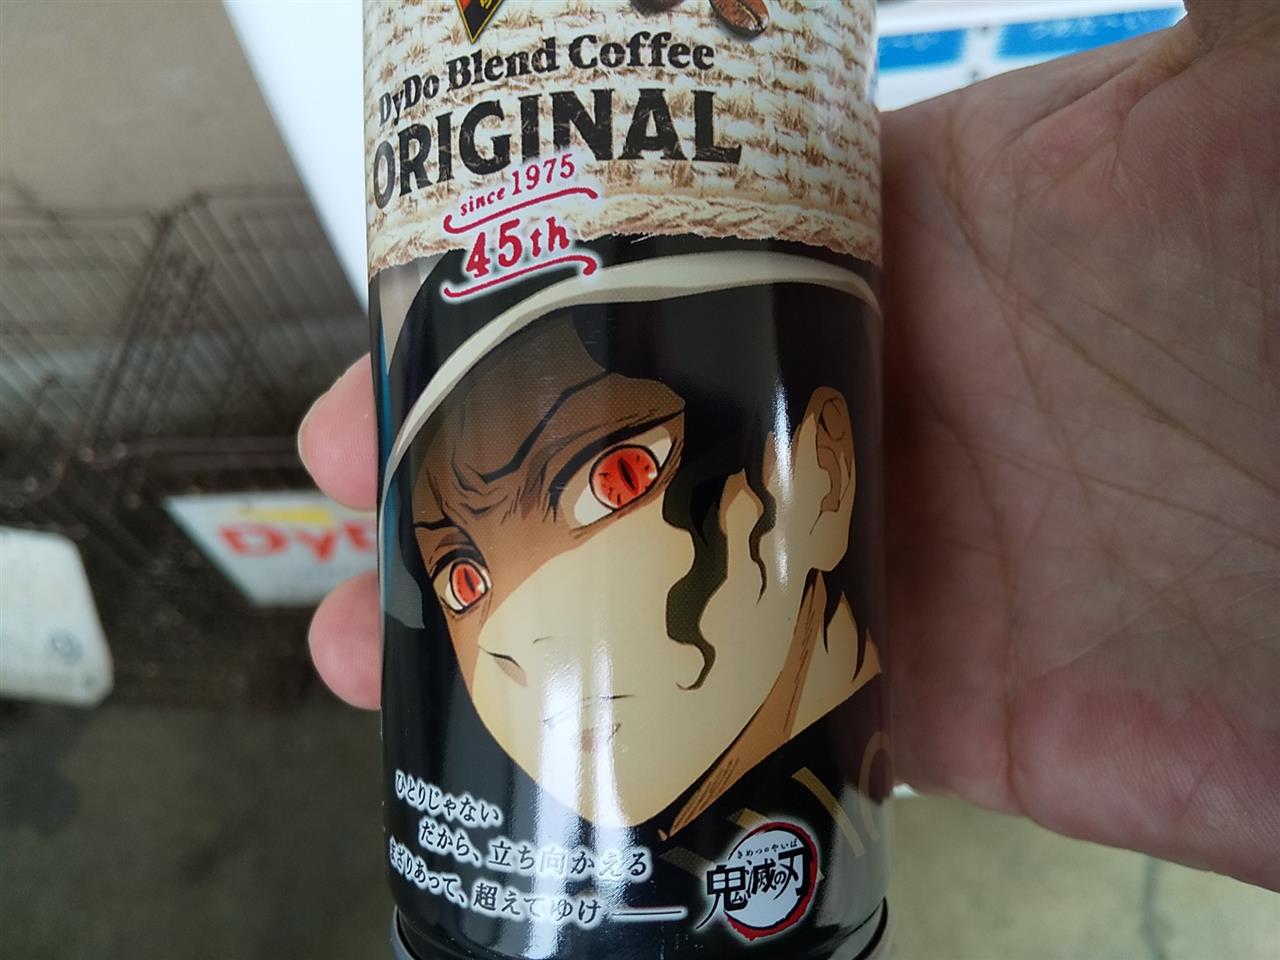 DyDo Blend Coffee
ORIGINAL
since 1975
45th
DyD
ひとりじゃない
だから、立ち向かえる
まざりあって、超えてゆけ
きめつのやいば
鬼滅の刃